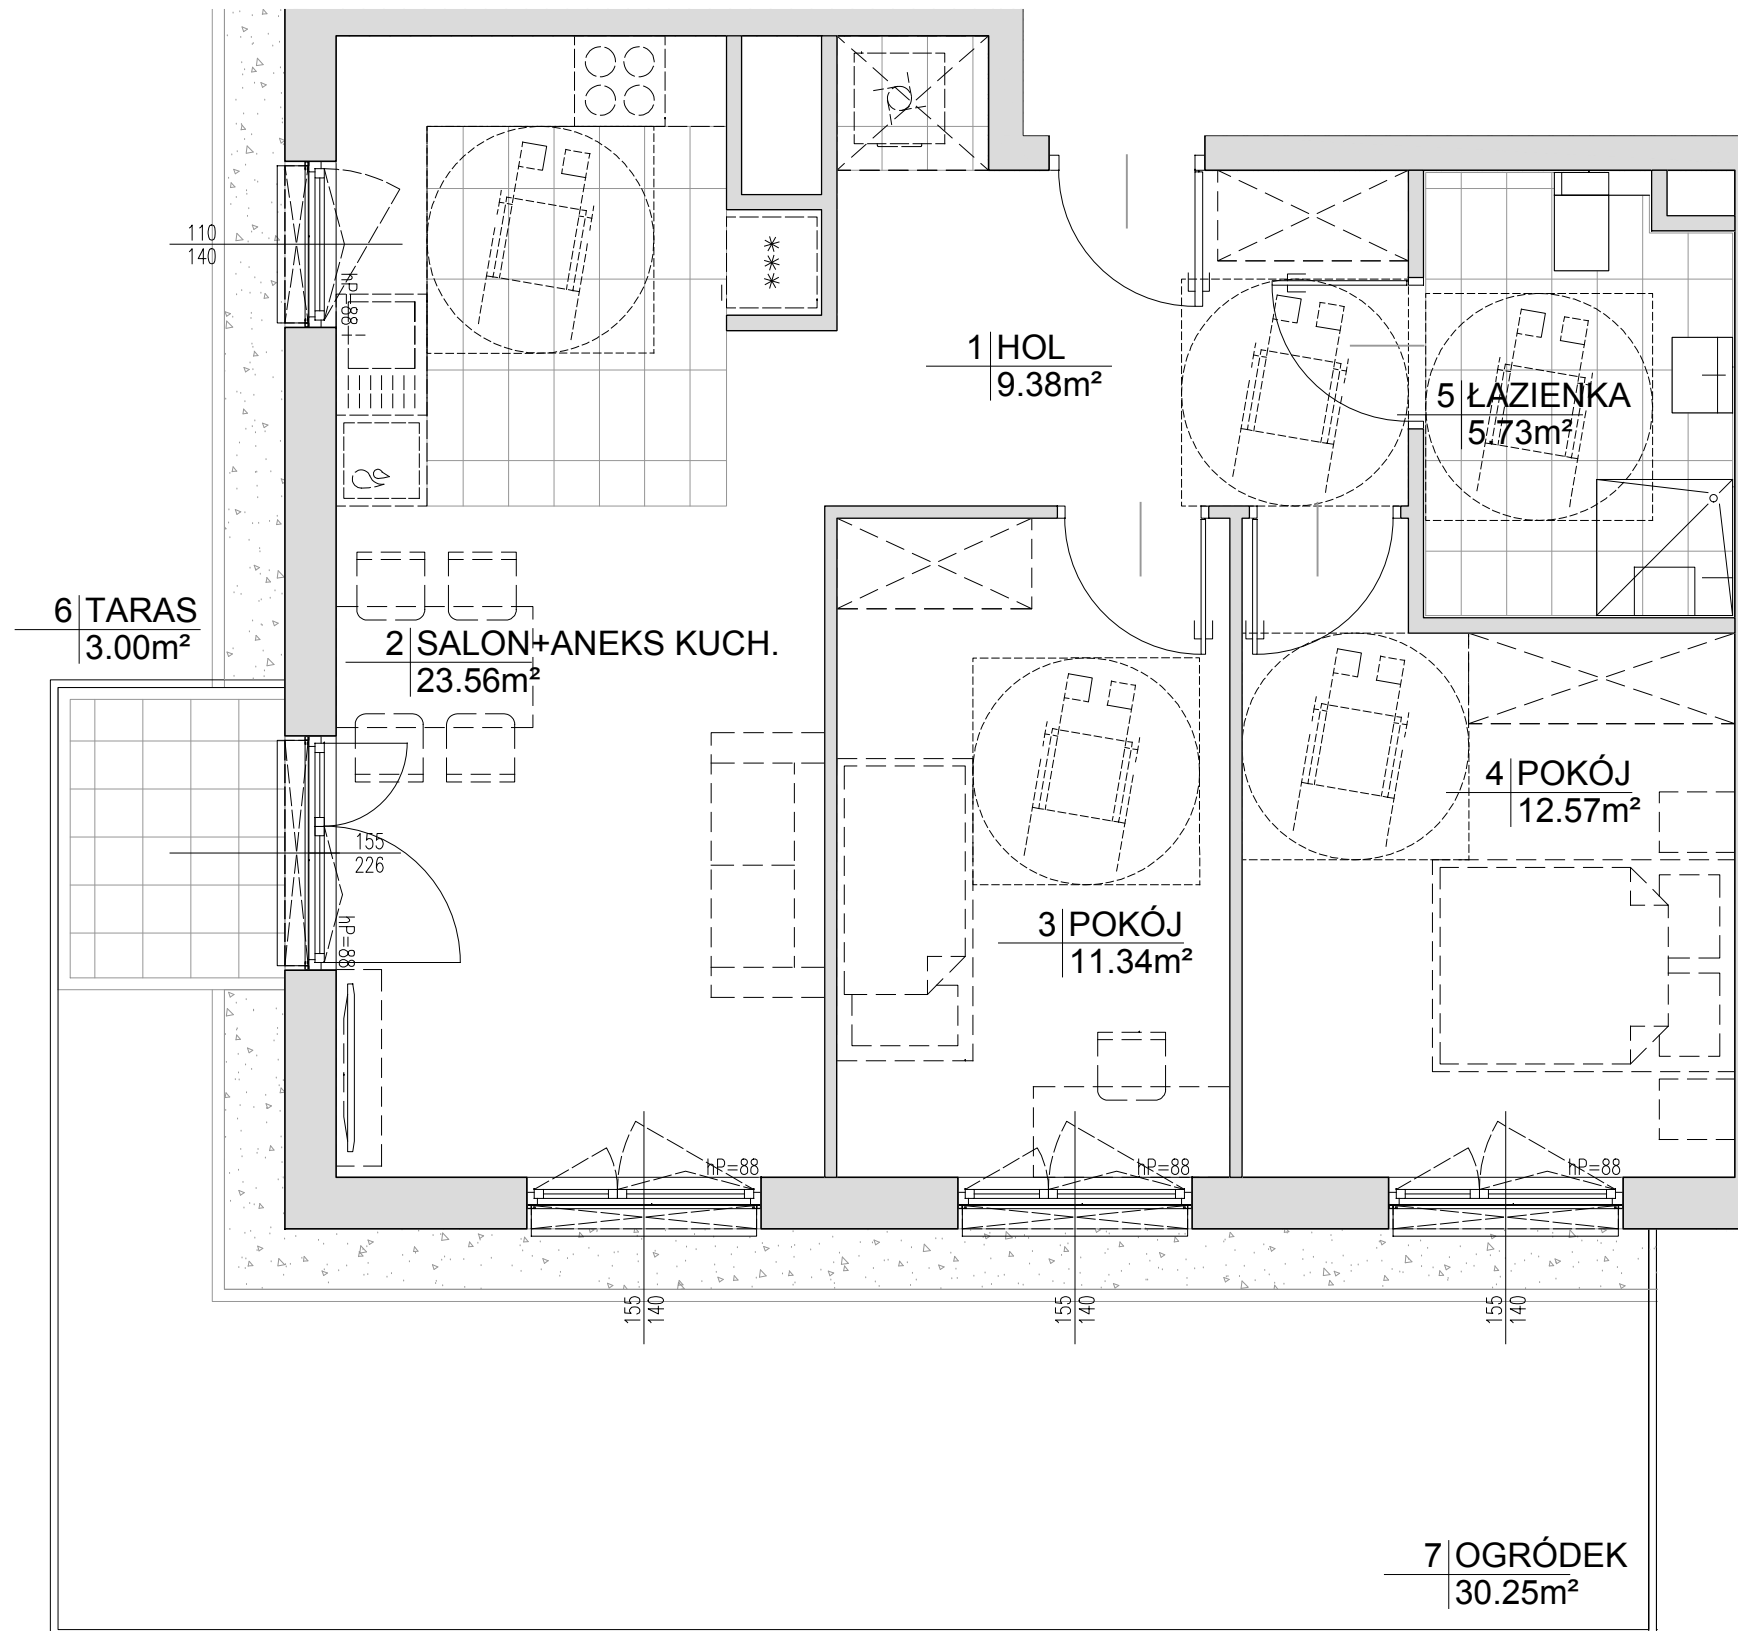 110
140
hP=88
1 HOL
9.38m²
5 ŁAZIENKA
5.73m²
6 TARAS
3.00m²
2 SALON+ANEKS KUCH.
23.56m²
4 POKÓJ
12.57m²
155
226
hP=88
3 POKÓJ
11.34m²
hP=88
hP=88
hP=88
155
140
155
140
155
140
7 OGRÓDEK
30.25m²